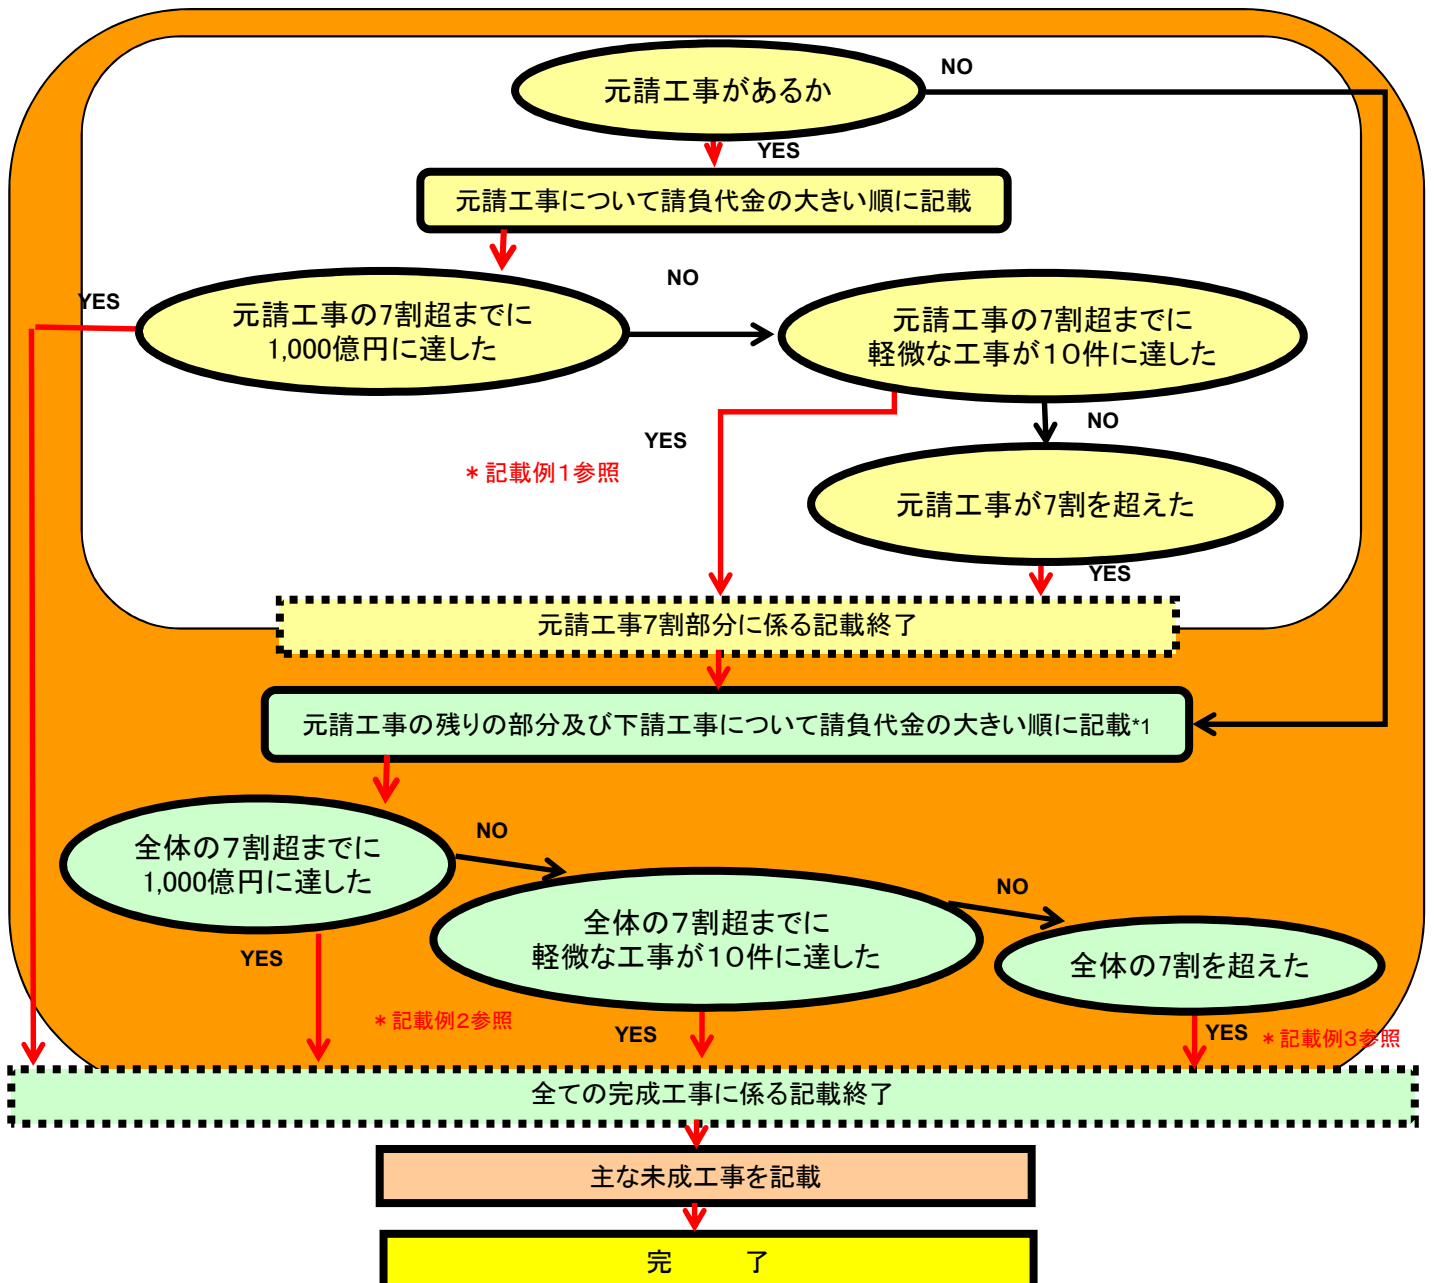 元請工事があるか
NO
YES
元請工事について請負代金の大きい順に記載
YES
元請工事の7割超までに
1,000億円に達した
NO
元請工事の7割超までに
軽微な工事が10件に達した
YES
NO
*記載例1参照
元請工事が7割を超えた
YES
元請工事7割部分に係る記載終了
元請工事の残りの部分及び下請工事について請負代金の大きい順に記載*1
全体の7割超までに
1,000億円に達した
NO
全体の7割超までに
軽微な工事が10件に達した
NO
全体の7割を超えた
YES
*記載例2参照
YES
YES
*記載例3参照
全ての完成工事に係る記載終了
主な未成工事を記載
完 了